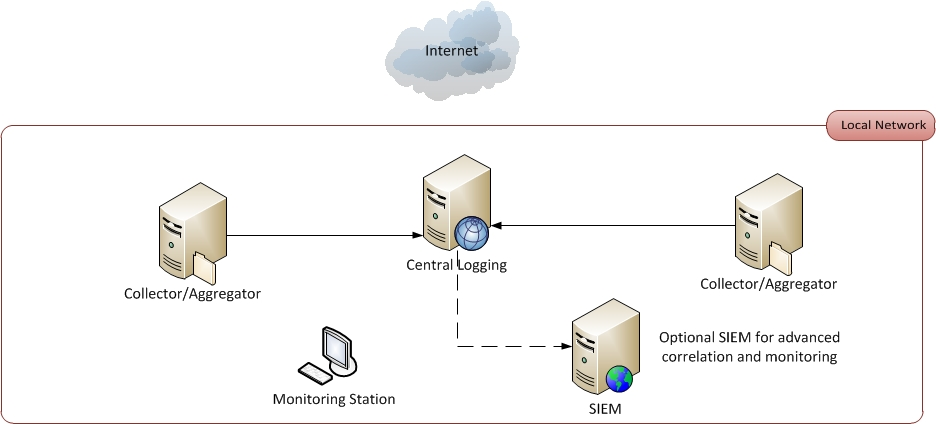 Internet
Local Network
Central Logging
Collector/Aggregator
Collector/Aggregator
Optional SIEM for advanced
correlation and monitoring
Monitoring Station
SIEM